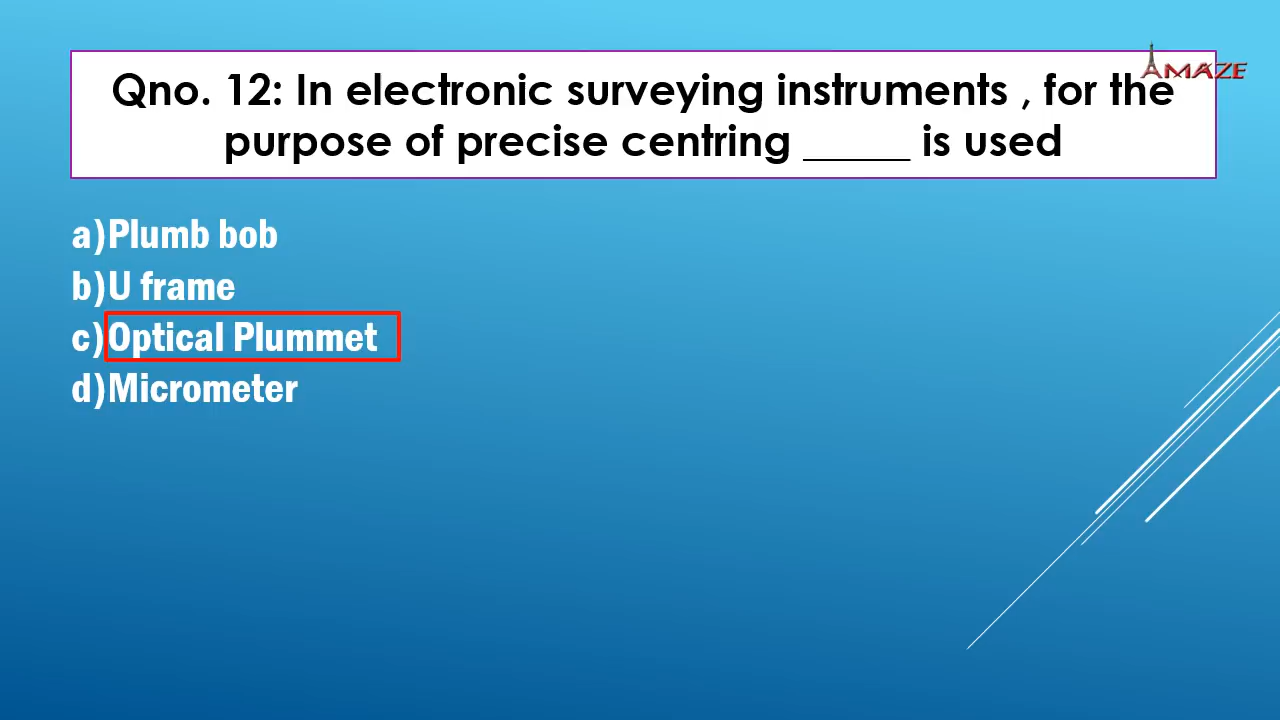 AMAZE
Qno. 12: In electronic surveying instruments , for the
purpose of precise centring _____ is used
a)Plumb bob
b)U frame
c)Optical Plummet
d)Micrometer